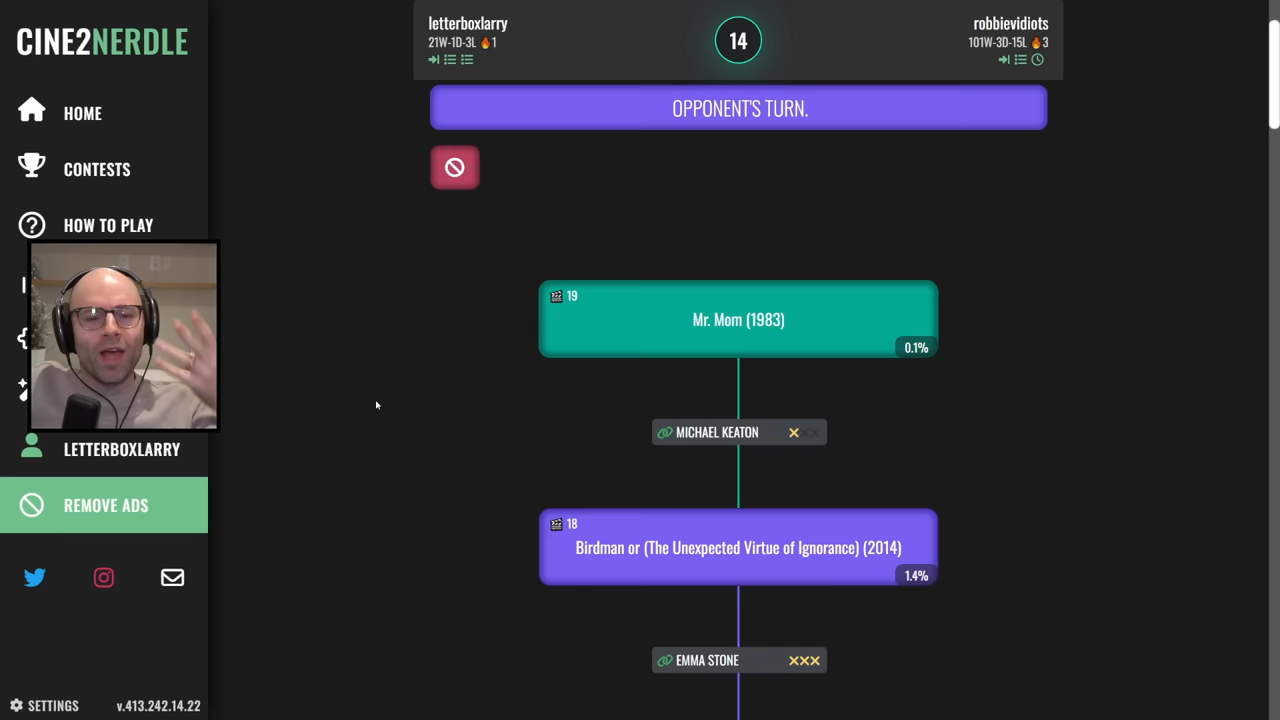 CINE2NERDLE
HOME
CONTESTS
HOW TO PLAY
LETTERBOXLARRY
REMOVE ADS
SETTINGS
v.413.242.14.22
letterboxlarry
21W-1D-3L 🔥1
14
robbievidiots
101W-3D-15L 🔥3
OPPONENT'S TURN.
19
Mr. Mom (1983)
0.1%
MICHAEL KEATON
18
Birdman or (The Unexpected Virtue of Ignorance) (2014)
1.4%
EMMA STONE